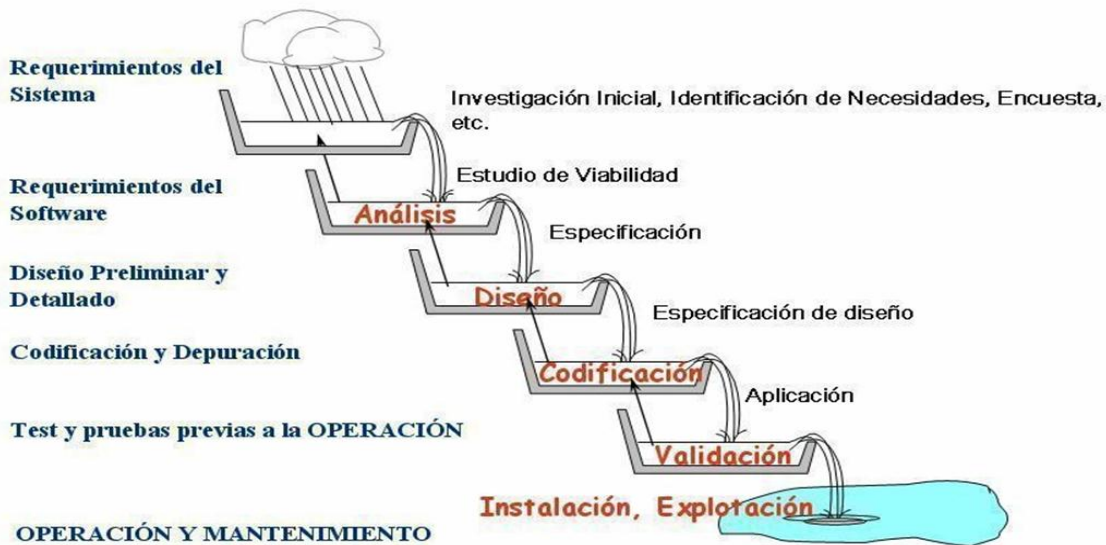 Requerimientos del
Sistema
Investigación Inicial, Identificación de Necesidades, Encuesta,
etc.
Estudio de Viabilidad
Requerimientos del
Software
Análisis
Especificación
Diseño Preliminar y
Detallado
Diseño
Especificación de diseño
Codificación y Depuración
Codificación
Aplicación
Test y pruebas previas a la OPERACIÓN
Validación
Instalación, Explotación
OPERACIÓN Y MANTENIMIENTO